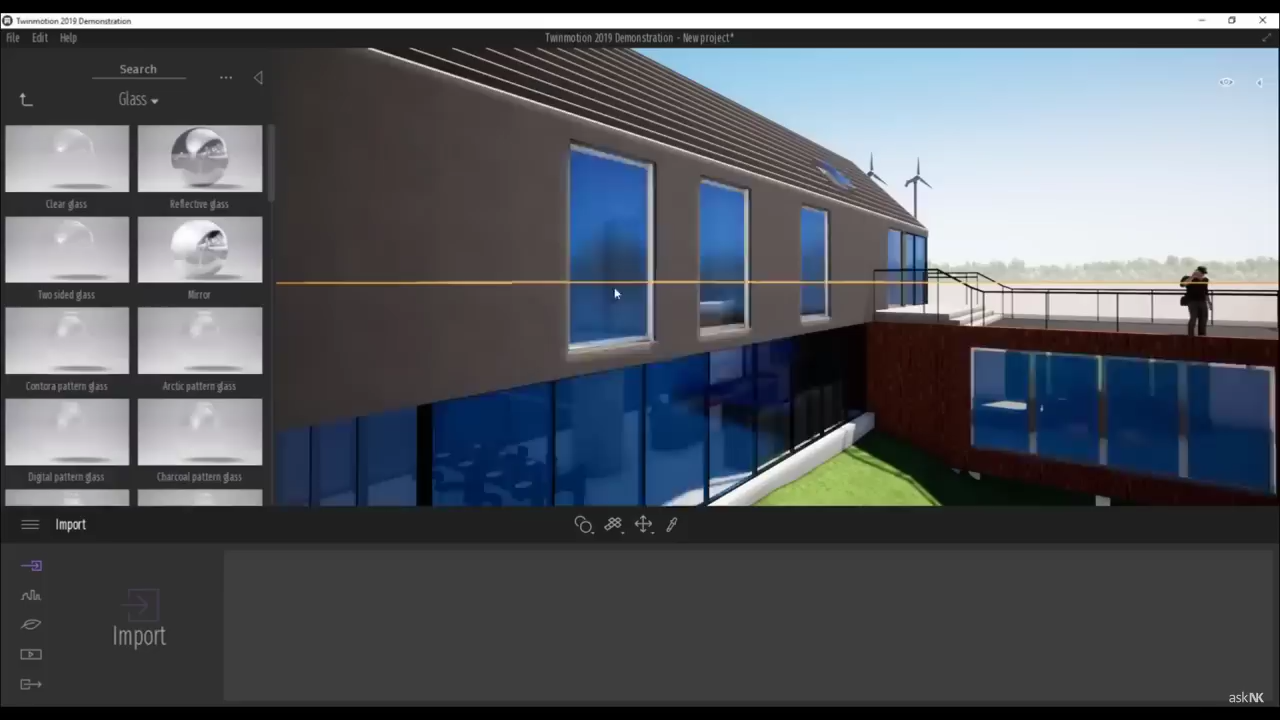 Twinmotion 2019 Demonstration
File Edit Help
Twinmotion 2019 Demonstration - New project*
Search
...
Glass
Clear glass
Reflective glass
Two sided glass
Mirror
Contora pattern glass
Arctic pattern glass
Digital pattern glass
Charcoal pattern glass
Import
Import
askNK